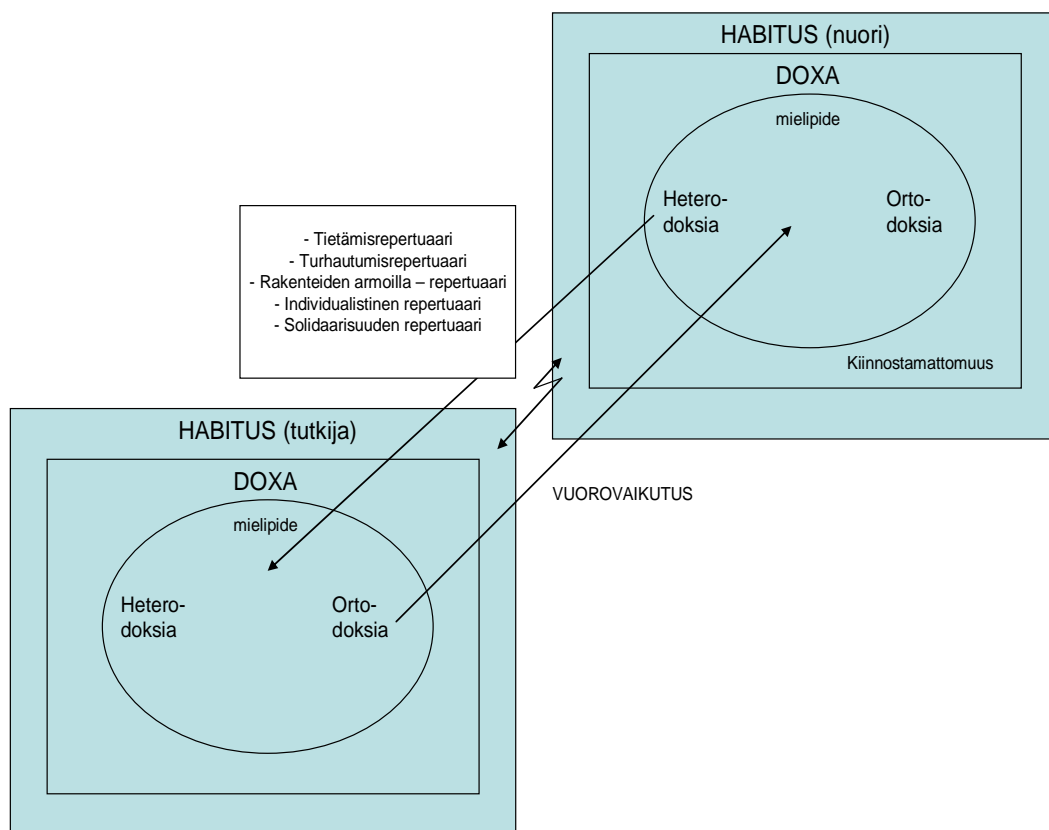 HABITUS (nuori)
DOXA
mielipide
Hetero-
doksia
Orto-
doksia
Kiinnostamattomuus
- Tietämisrepertuaari
- Turhautumisrepertuaari
- Rakenteiden armoilla – repertuaari
- Individualistinen repertuaari
- Solidaarisuuden repertuaari
HABITUS (tutkija)
DOXA
mielipide
Hetero-
doksia
Orto-
doksia
VUOROVAIKUTUS